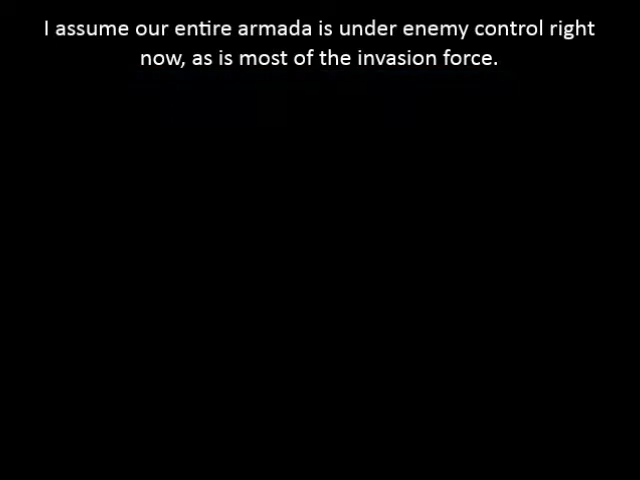 I assume our entire armada is under enemy control right
now, as is most of the invasion force.